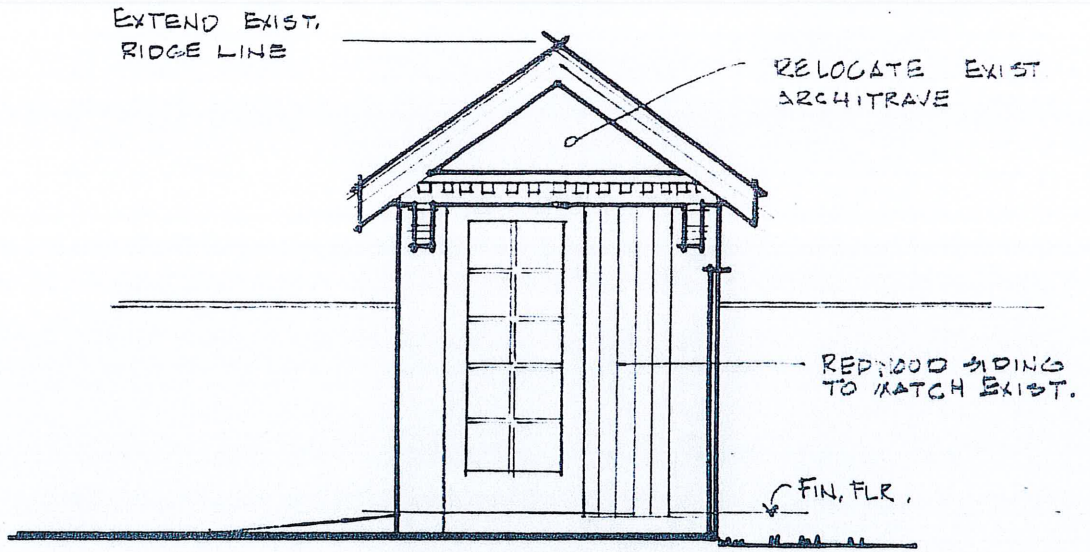 EXTEND EXIST.
RIDGE LINE
RELOCATE EXIST.
ARCHITRAVE
REDWOOD SIDING
TO MATCH EXIST.
FIN. FLR.